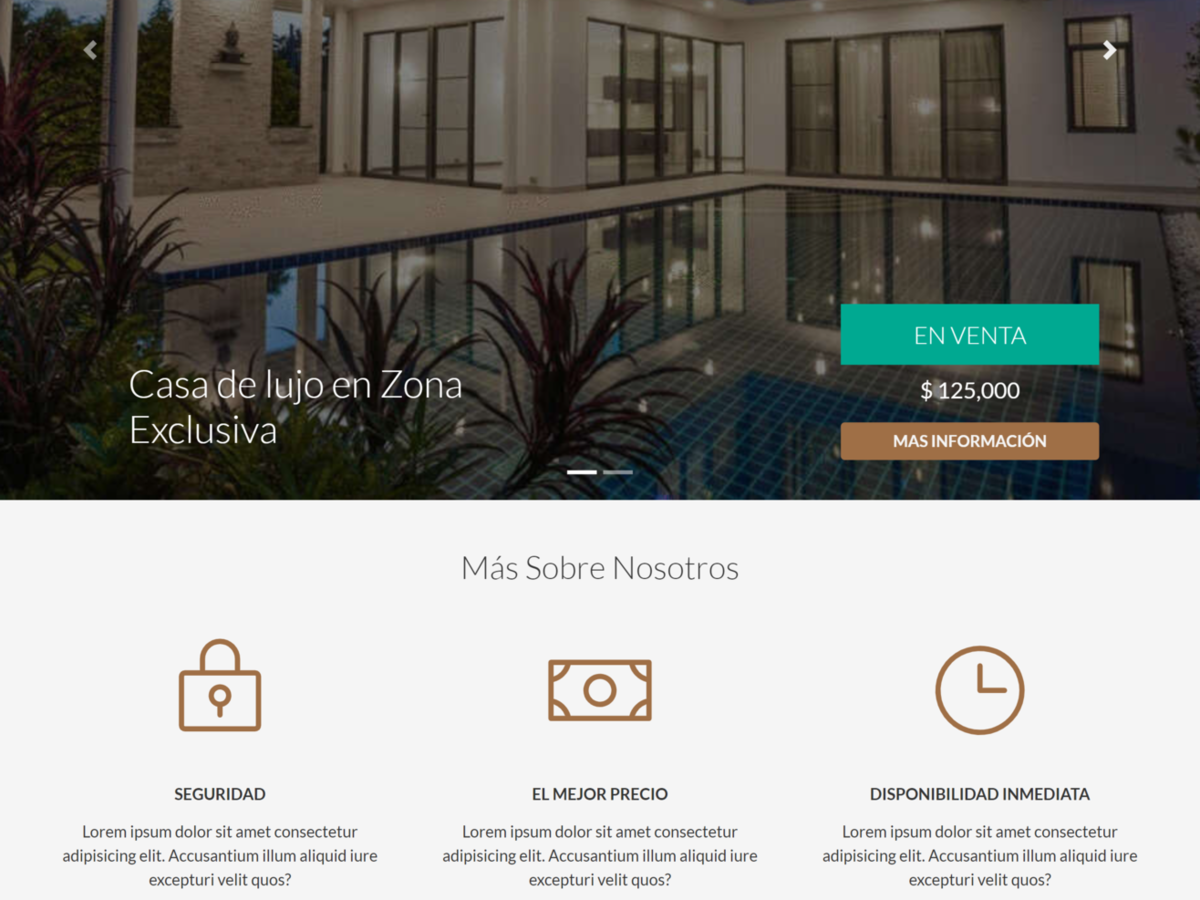 Casa de lujo en Zona
Exclusiva
EN VENTA
$ 125,000
MAS INFORMACIÓN
Más Sobre Nosotros
SEGURIDAD
Lorem ipsum dolor sit amet consectetur
adipisicing elit. Accusantium illum aliquid iure
excepturi velit quos?
EL MEJOR PRECIO
Lorem ipsum dolor sit amet consectetur
adipisicing elit. Accusantium illum aliquid iure
excepturi velit quos?
DISPONIBILIDAD INMEDIATA
Lorem ipsum dolor sit amet consectetur
adipisicing elit. Accusantium illum aliquid iure
excepturi velit quos?